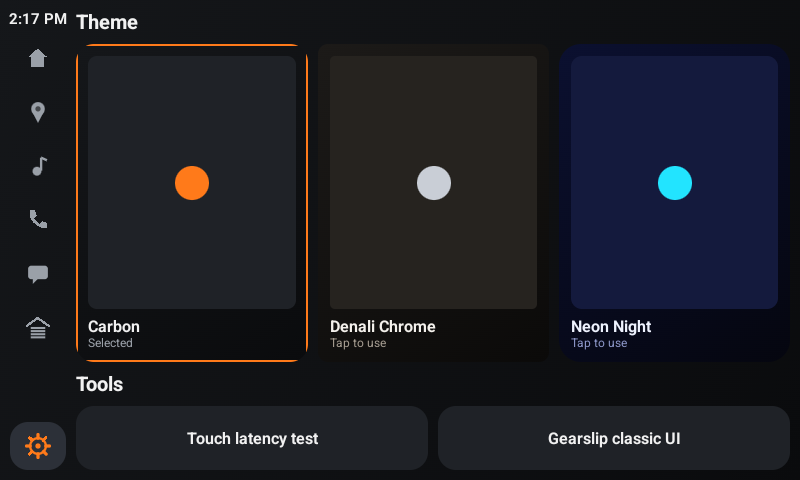 2:17 PM
Theme
Carbon
Selected
Denali Chrome
Tap to use
Neon Night
Tap to use
Tools
Touch latency test
Gearslip classic UI